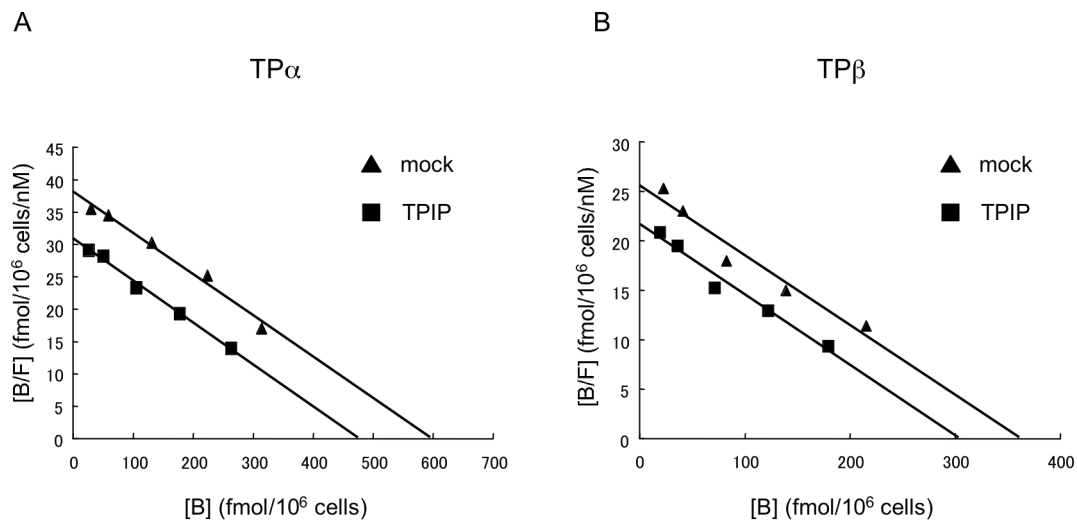 A
TPα
45
40
35
30
25
20
15
10
5
0
[B/F] (fmol/10⁶ cells/nM)
mock
TPIP
0 100 200 300 400 500 600 700
[B] (fmol/10⁶ cells)
B
TPβ
30
25
20
15
10
5
0
[B/F] (fmol/10⁶ cells/nM)
mock
TPIP
0 100 200 300 400
[B] (fmol/10⁶ cells)